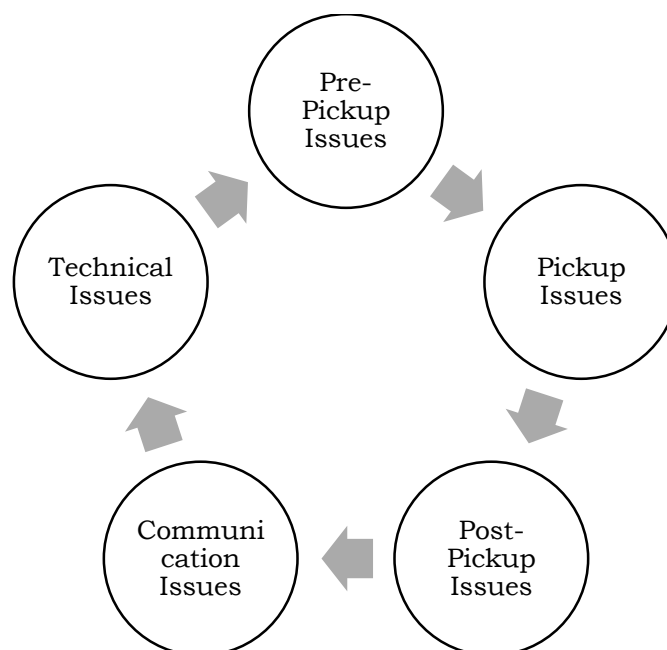 Pre-
Pickup
Issues
Pickup
Issues
Post-
Pickup
Issues
Communi
cation
Issues
Technical
Issues